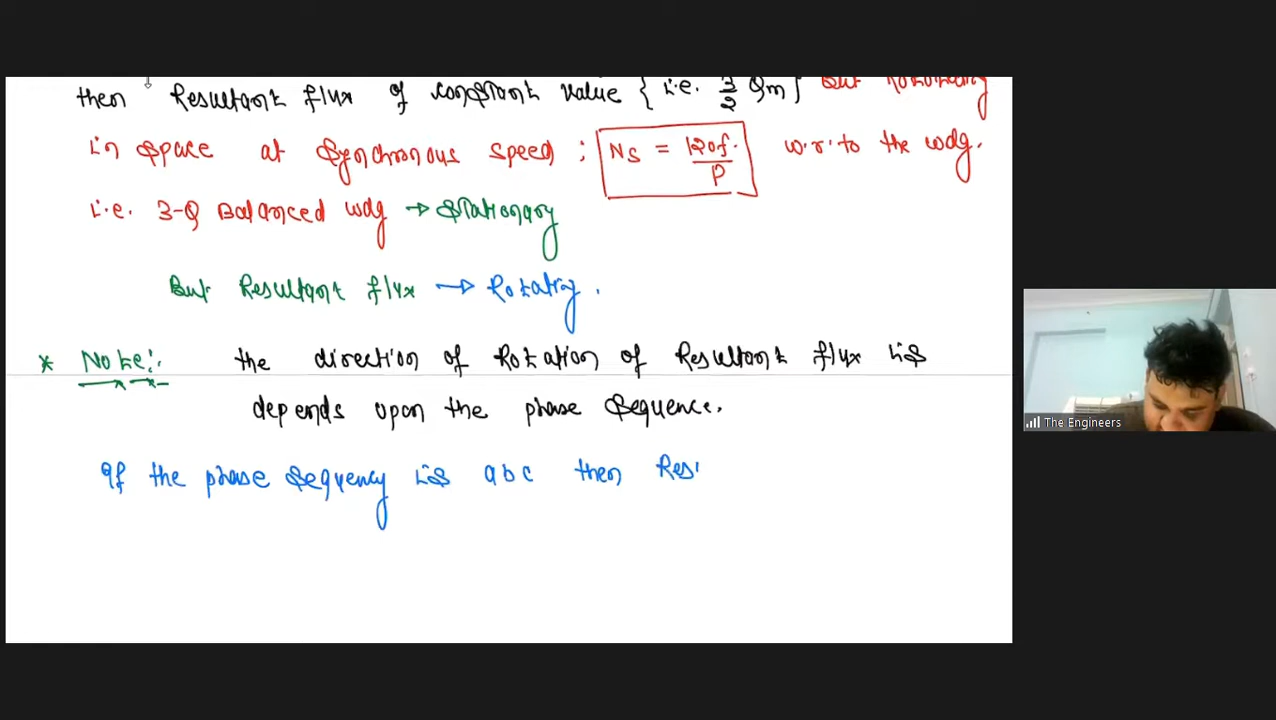 then Resultant flux of constant value { i.e. 3/2 Qm } But Rotating
in space at Synchronous speed ; Ns = 120f/P w.r.to the wdg.
i.e. 3-Q Balanced wdg → Stationary
But Resultant flux → Rotating .
* Note:- the direction of Rotation of Resultant flux is
depends upon the phase Sequence.
If the phase Sequency is abc then Res
The Engineers